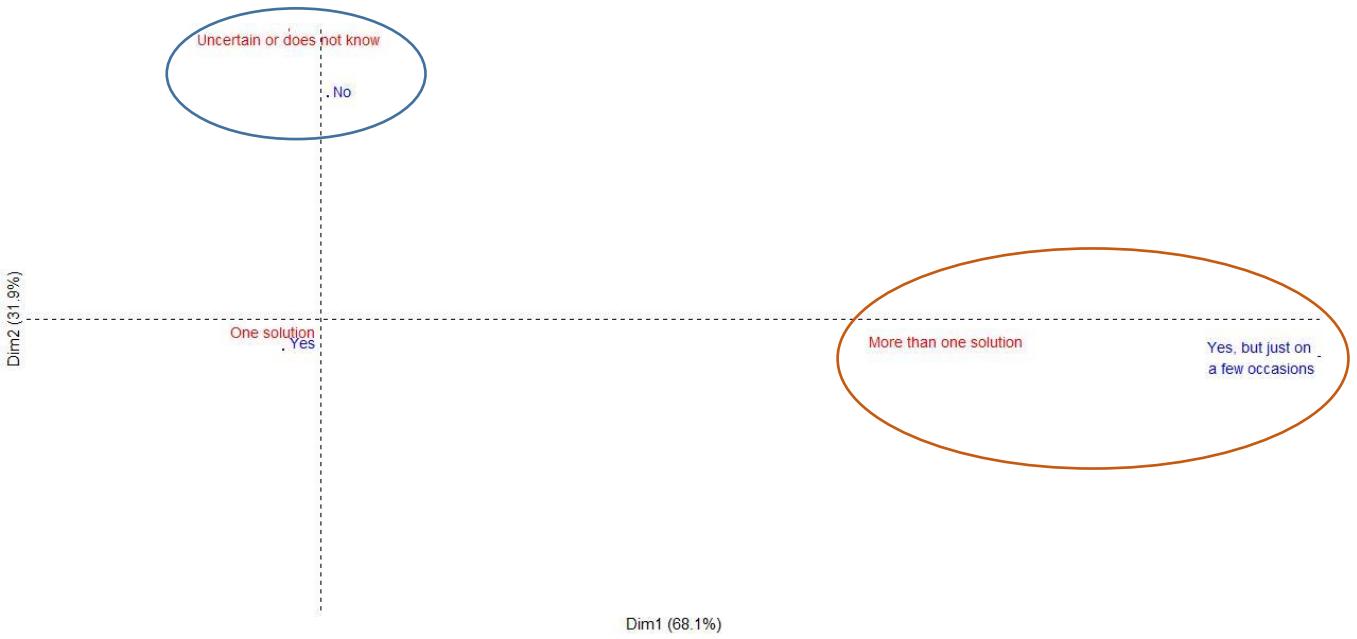 Uncertain or does not know
No
Dim2 (31.9%)
One solution
Yes
More than one solution
Yes, but just on
a few occasions
Dim1 (68.1%)